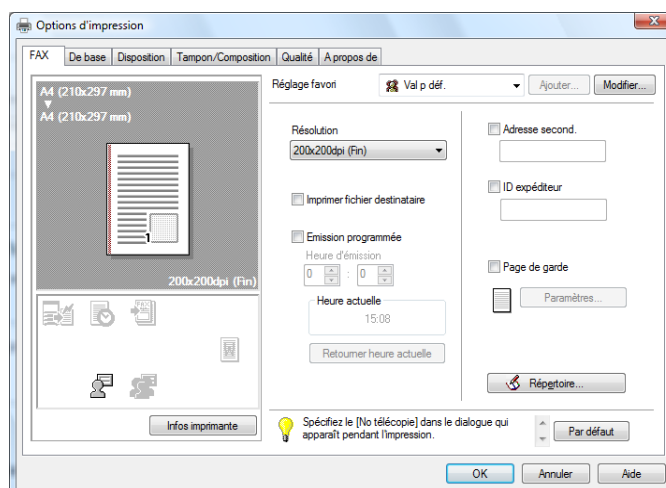 Options d'impression
FAX De base Disposition Tampon/Composition Qualité A propos de
A4 (210x297 mm)
A4 (210x297 mm)
1
200x200dpi (Fin)
Infos imprimante
Réglage favori Val p déf. Ajouter... Modifier...
Résolution
200x200dpi (Fin)
Imprimer fichier destinataire
Emission programmée
Heure d'émission
0 : 0
Heure actuelle
15:08
Retourner heure actuelle
Adresse second.
ID expéditeur
Page de garde
Paramètres...
Répertoire...
Spécifiez le [No télécopie] dans le dialogue qui
apparaît pendant l'impression.
Par défaut
OK Annuler Aide